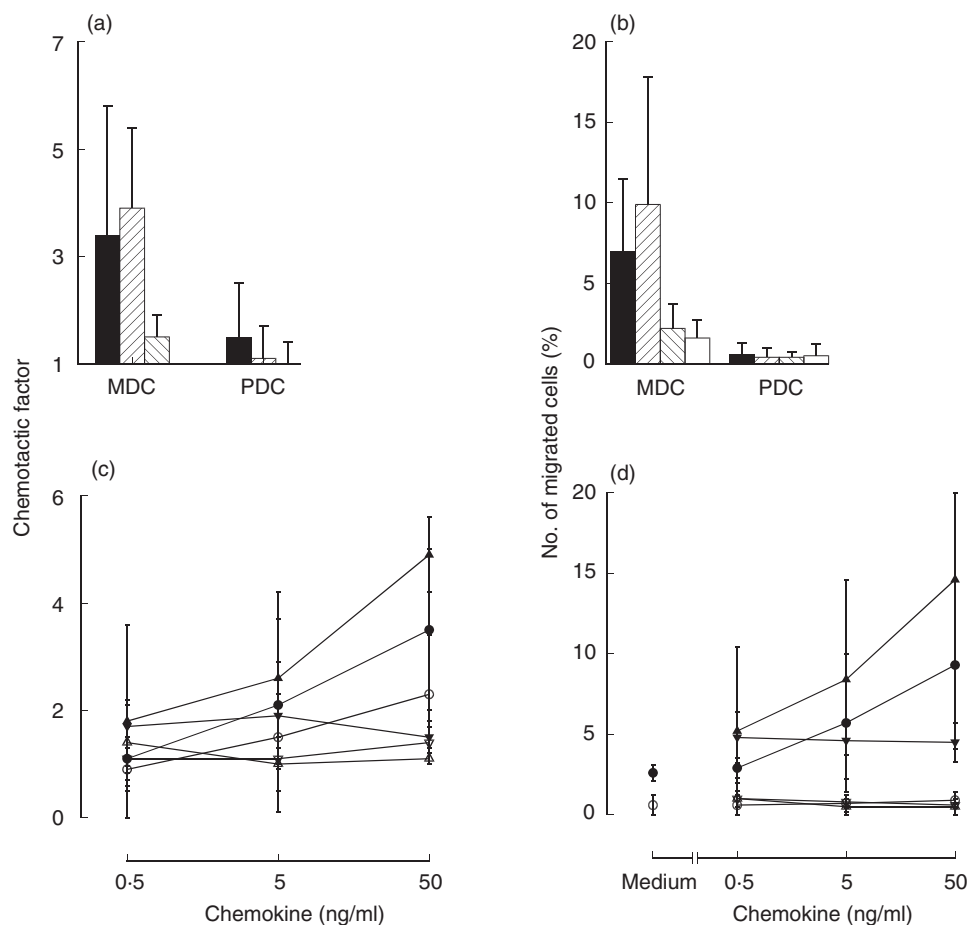 (a)
7
5
3
1
MDC
PDC
(b)
20
15
10
5
0
MDC
PDC
Chemotactic factor
No. of migrated cells (%)
(c)
6
4
2
0
0·5
5
50
Chemokine (ng/ml)
(d)
20
15
10
5
0
Medium
0·5
5
50
Chemokine (ng/ml)